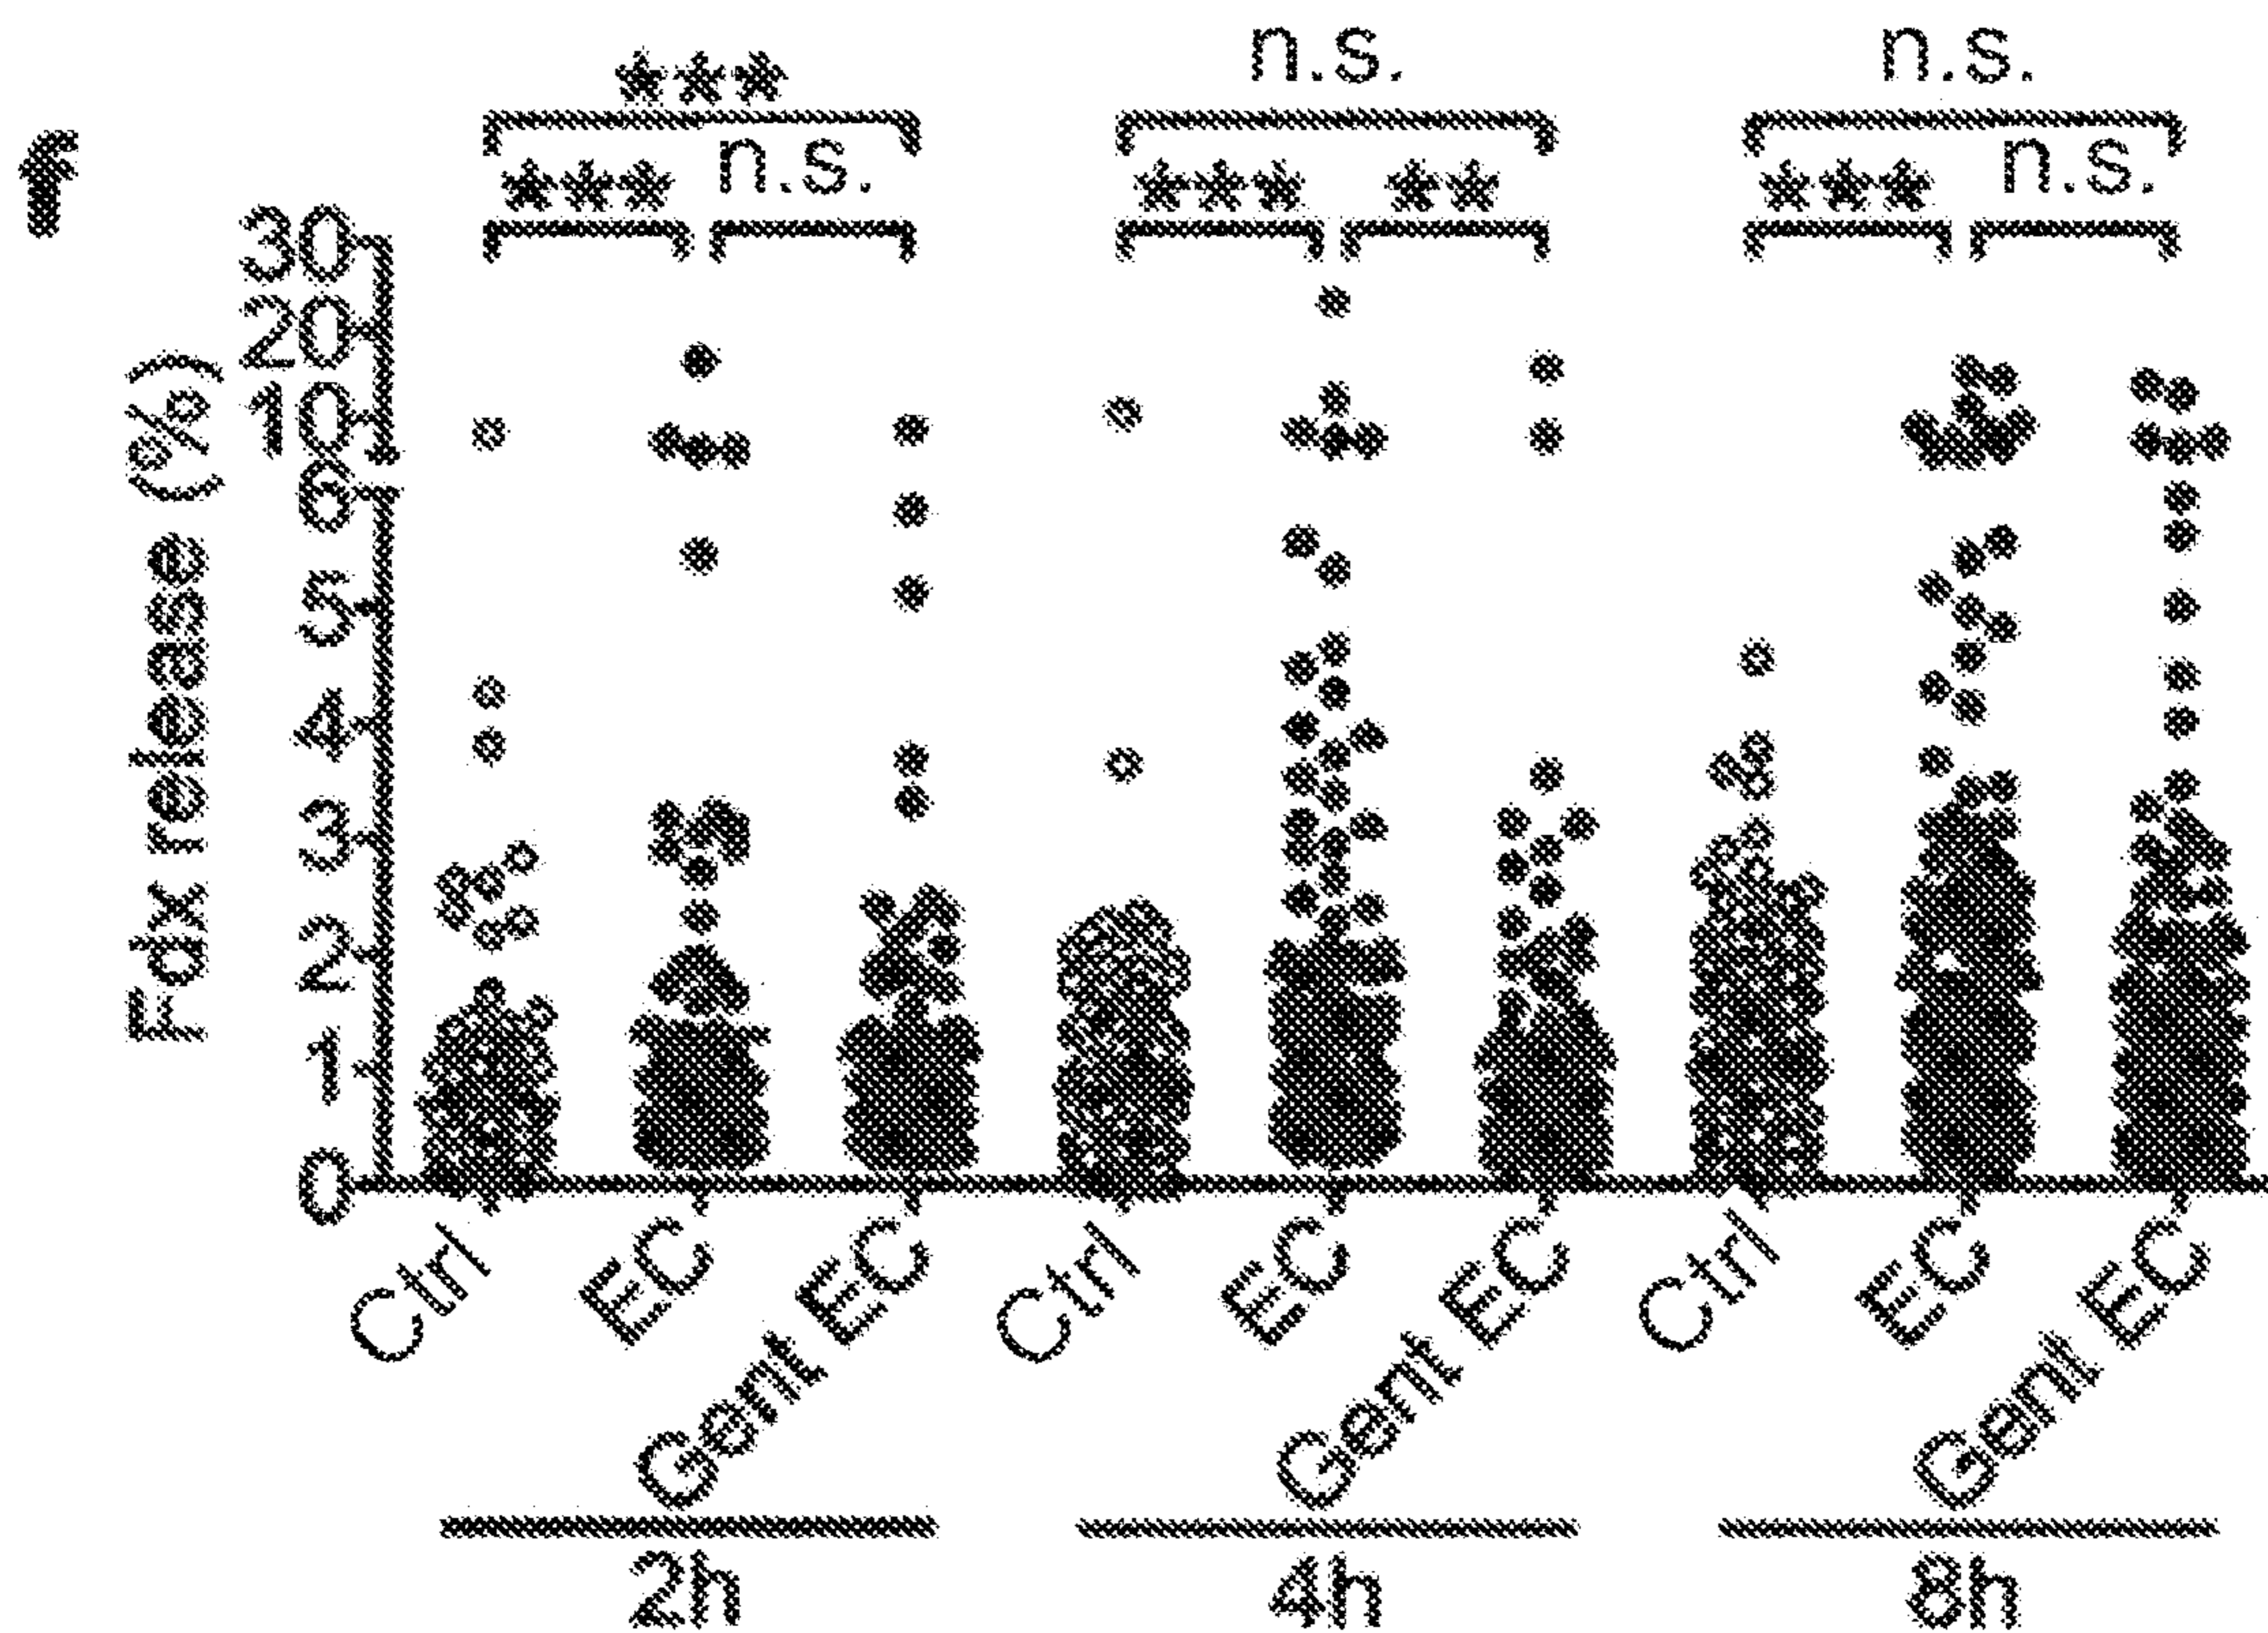 f
*** n.s. n.s.
*** n.s. *** ** *** n.s.
Fdx release (%)
30
20
10
6
5
4
3
2
1
0
Ctrl EC Gent EC Ctrl EC Gent EC Ctrl EC Gent EC
2h 4h 8h